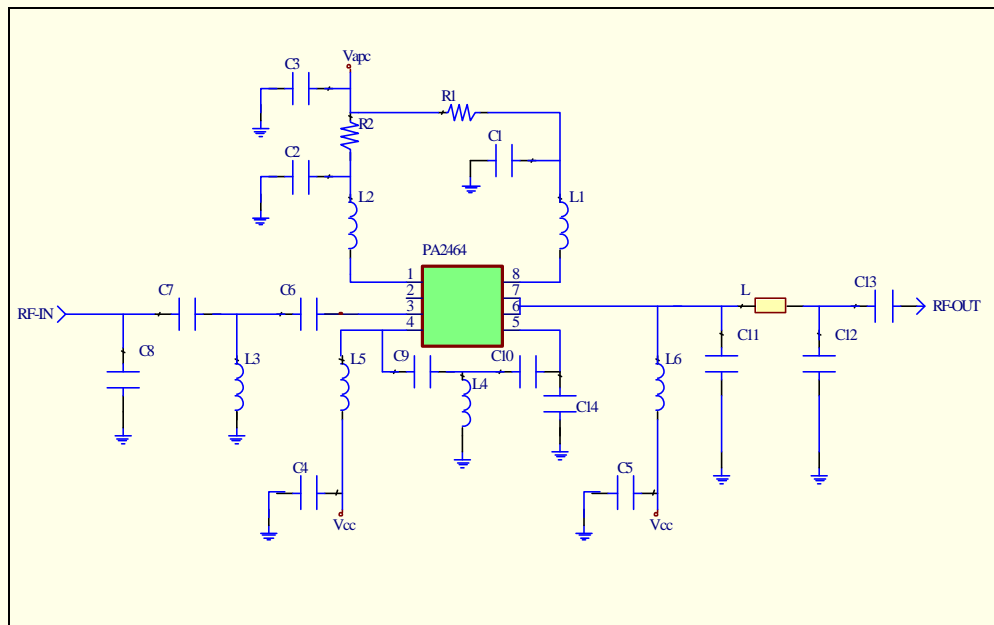 Vapc
C3
R1
R2
C1
C2
L2
L1
PA2464
1
8
2
7
3
6
4
5
C7
C6
C13
L
RF-IN
RF-OUT
C8
L3
L5
C9
C10
L4
C14
L6
C11
C12
C4
C5
Vcc
Vcc